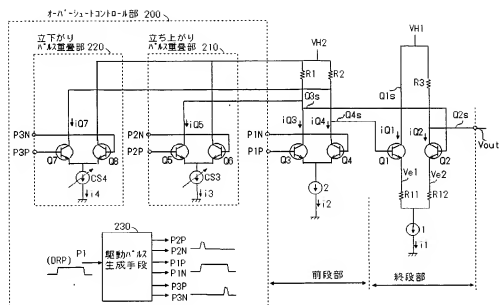 オーバーシュートコントロール部 200
立下がり
パルス重畳部 220
立ち上がり
パルス重畳部 210
VH2
VH1
R1
R2
R3
Q3s
Q1s
Q4s
Q2s
iQ7
iQ5
iQ3
iQ4
iQ1
iQ2
P3N
P3P
P2N
P2P
P1N
P1P
Vout
Q7
Q8
Q5
Q6
Q3
Q4
Q1
Q2
Ve1
Ve2
CS4
CS3
R11
R12
i4
i3
2
i2
1
i1
230
(DRP)
P1
駆動パルス
生成手段
P2P
P2N
P1P
P1N
P3P
P3N
前段部
終段部